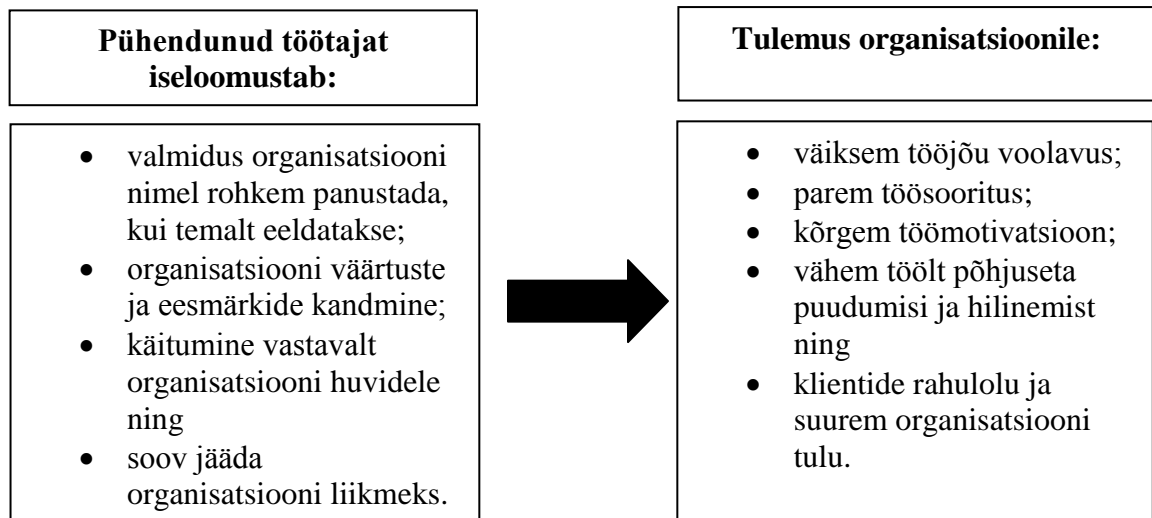 Pühendunud töötajat
iseloomustab:
• valmidus organisatsiooni
nimel rohkem panustada,
kui temalt eeldatakse;
• organisatsiooni väärtuste
ja eesmärkide kandmine;
• käitumine vastavalt
organisatsiooni huvidele
ning
• soov jääda
organisatsiooni liikmeks.
Tulemus organisatsioonile:
• väiksem tööjõu voolavus;
• parem töösooritus;
• kõrgem töömotivatsioon;
• vähem töölt põhjuseta
puudumisi ja hilinemist
ning
• klientide rahulolu ja
suurem organisatsiooni
tulu.